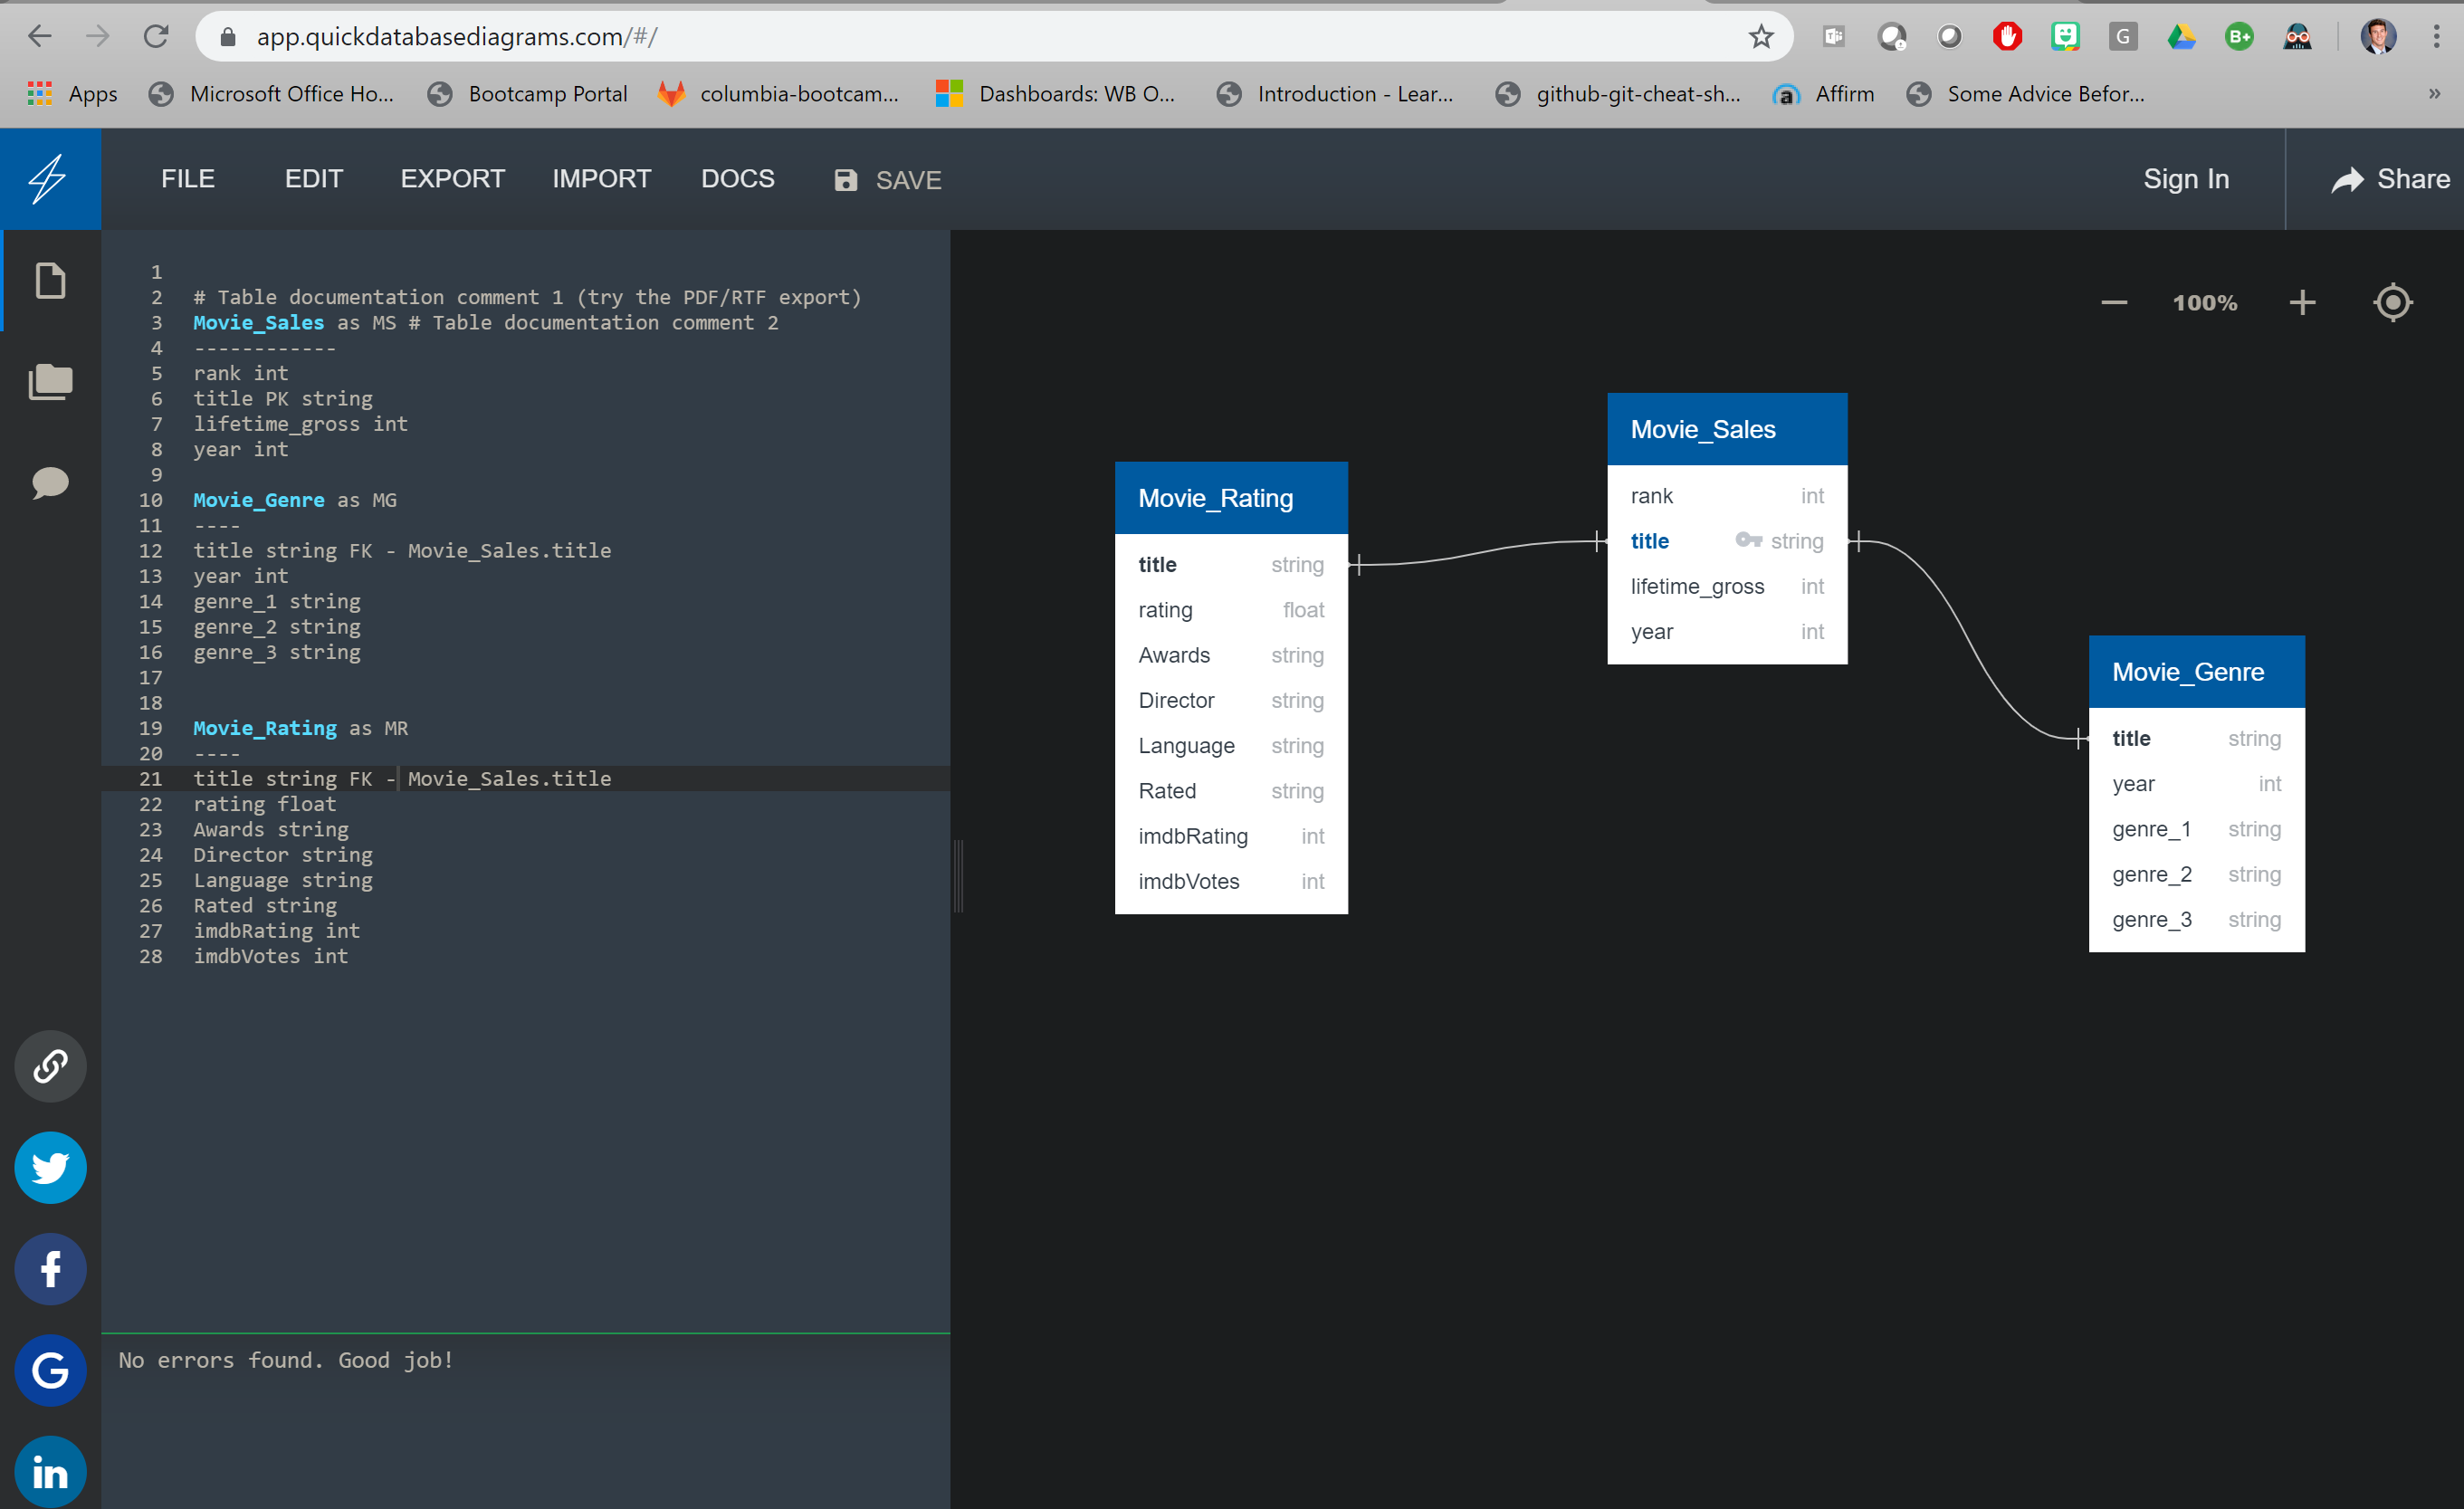 app.quickdatabasediagrams.com/#/
Apps Microsoft Office Ho... Bootcamp Portal columbia-bootcam... Dashboards: WB O... Introduction - Lear... github-git-cheat-sh... a Affirm Some Advice Befor... »
G B+
FILE EDIT EXPORT IMPORT DOCS SAVE Sign In Share
1
2 # Table documentation comment 1 (try the PDF/RTF export)
3 Movie_Sales as MS # Table documentation comment 2
4 ------------
5 rank int
6 title PK string
7 lifetime_gross int
8 year int
9
10 Movie_Genre as MG
11 ----
12 title string FK - Movie_Sales.title
13 year int
14 genre_1 string
15 genre_2 string
16 genre_3 string
17
18
19 Movie_Rating as MR
20 ----
21 title string FK - Movie_Sales.title
22 rating float
23 Awards string
24 Director string
25 Language string
26 Rated string
27 imdbRating int
28 imdbVotes int
No errors found. Good job!
f
G
in
100%
Movie_Rating
title string
rating float
Awards string
Director string
Language string
Rated string
imdbRating int
imdbVotes int
Movie_Sales
rank int
title string
lifetime_gross int
year int
Movie_Genre
title string
year int
genre_1 string
genre_2 string
genre_3 string